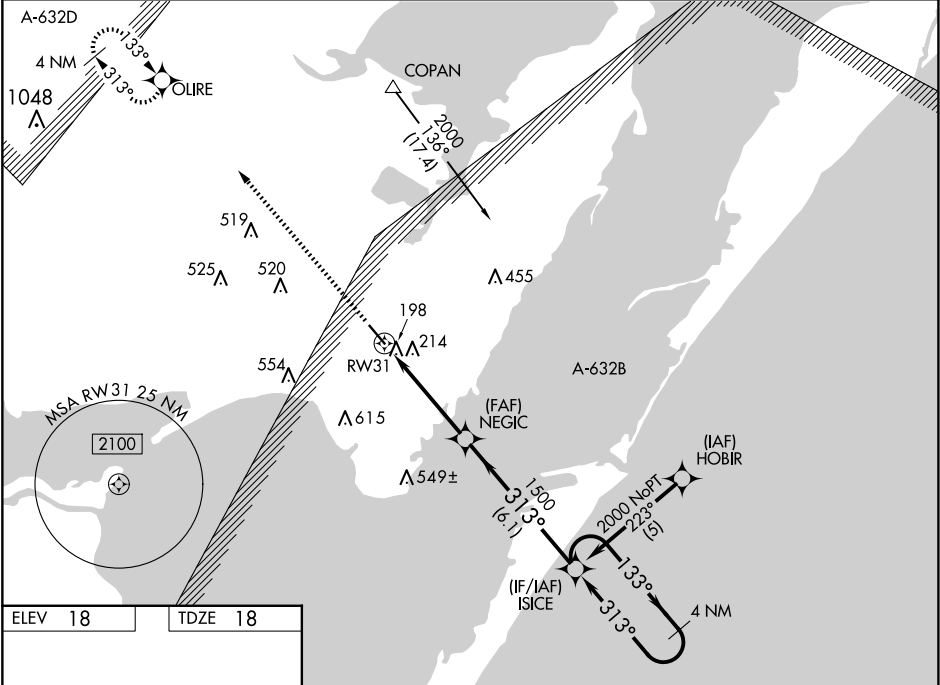 A-632D
133°
4 NM
313°
OLIRE
1048
COPAN
2000
136°
(17.4)
519
525
520
455
198
214
RW31
554
A-632B
MSA RW31 25 NM
2100
615
(FAF)
NEGIC
(IAF)
HOBIR
549±
1500
313°
(6.1)
2000 NoPT
223°
(5)
(IF/IAF)
ISICE
133°
313°
4 NM
ELEV 18
TDZE 18